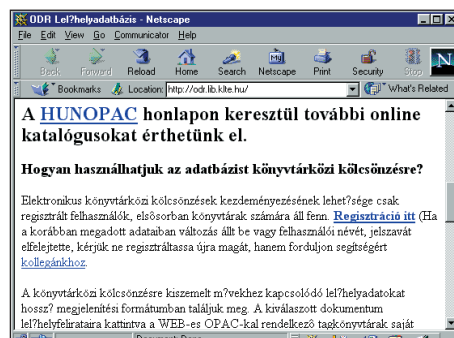 ODR Lel?helyadatbázis - Netscape
File Edit View Go Communicator Help
Back Forward Reload Home Search Netscape Print Security Stop
Bookmarks Location: http://odr.lib.klte.hu/ What's Related
A HUNOPAC honlapon keresztül további online
katalógusokat érthetünk el.
Hogyan használhatjuk az adatbázist könyvtárközi kölcsönzésre?
Elektronikus könyvtárközi kölcsönzések kezdeményezésének lehet?sége csak
regisztrált felhasználók, elsősorban könyvtárak számára áll fenn. Regisztráció itt (Ha
a korábban megadott adataiban változás állt be vagy felhasználói nevét, jelszavát
elfelejtette, kérjük ne regisztráltassa újra magát, hanem forduljon segítségért
kollegánkhoz.
A könyvtárközi kölcsönzésre kiszemelt m?vekhez kapcsolódó lel?helyadatokat
hossz? megjelenítési formátumban találjuk meg. A kiválaszott dokumentum
lel?helyfelirataira kattintva a WEB-es OPAC-kal rendelkező tagkönyvtárak saját